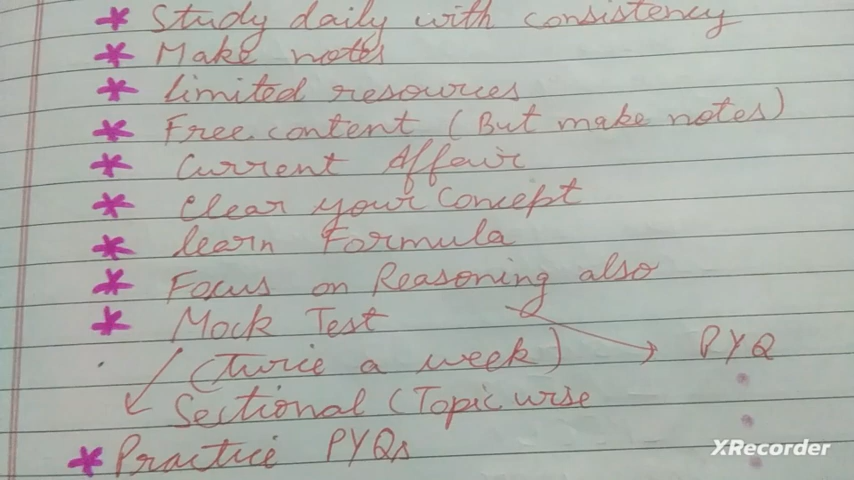 * Study daily with consistency
* Make notes
* limited resources
* Free content (But make notes)
* Current Affair
* Clear your Concept
* learn Formula
* Focus on Reasoning also
* Mock Test
(twice a week) PYQ
Sectional (Topic wise
* Practice PYQs
XRecorder